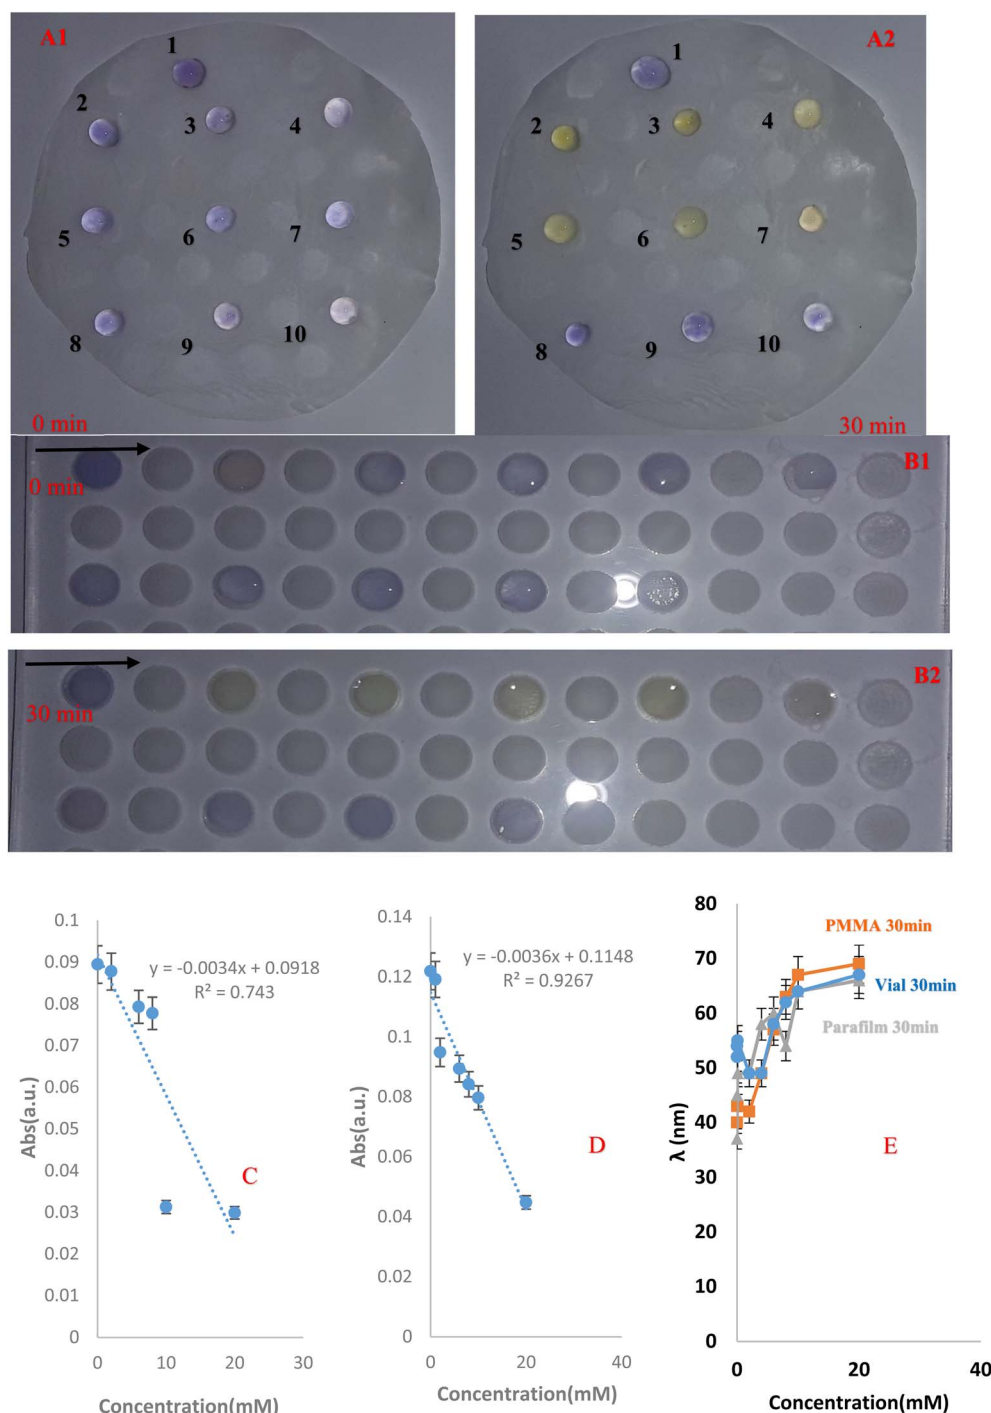 A1
1
2
3
4
5
6
7
8
9
10
0 min
A2
1
2
3
4
5
6
7
8
9
10
30 min
B1
0 min
B2
30 min
0.1
0.09
0.08
0.07
0.06
0.05
0.04
0.03
0.02
0.01
0
Abs(a.u.)
y = -0.0034x + 0.0918
R² = 0.743
C
0
10
20
30
Concentration(mM)
0.14
0.12
0.1
0.08
0.06
0.04
0.02
0
Abs(a.u.)
y = -0.0036x + 0.1148
R² = 0.9267
D
0
20
40
Concentration(mM)
80
70
60
50
40
30
20
10
0
λ (nm)
PMMA 30min
Vial 30min
Parafilm 30min
E
0
20
40
Concentration(mM)